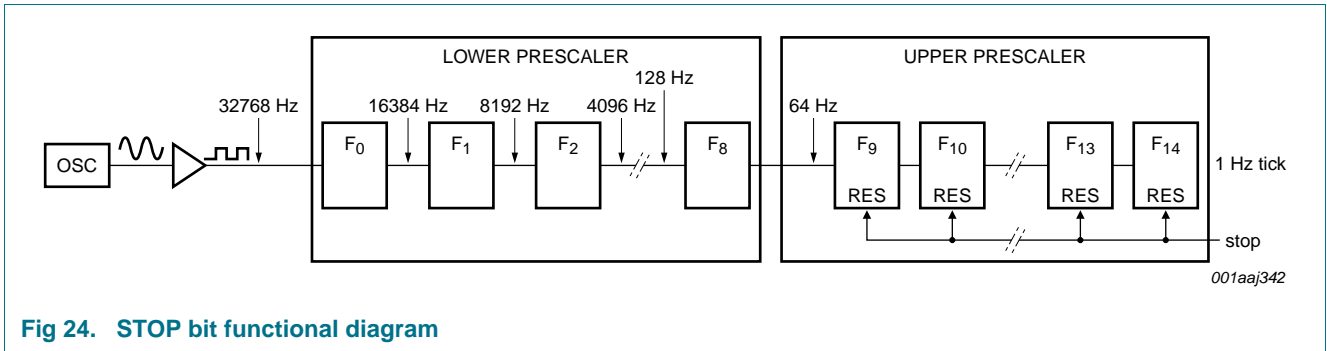 LOWER PRESCALER
UPPER PRESCALER
128 Hz
32768 Hz
16384 Hz
8192 Hz
4096 Hz
64 Hz
OSC
F0
F1
F2
F8
F9
F10
F13
F14
1 Hz tick
RES
RES
RES
RES
stop
001aaj342
Fig 24. STOP bit functional diagram